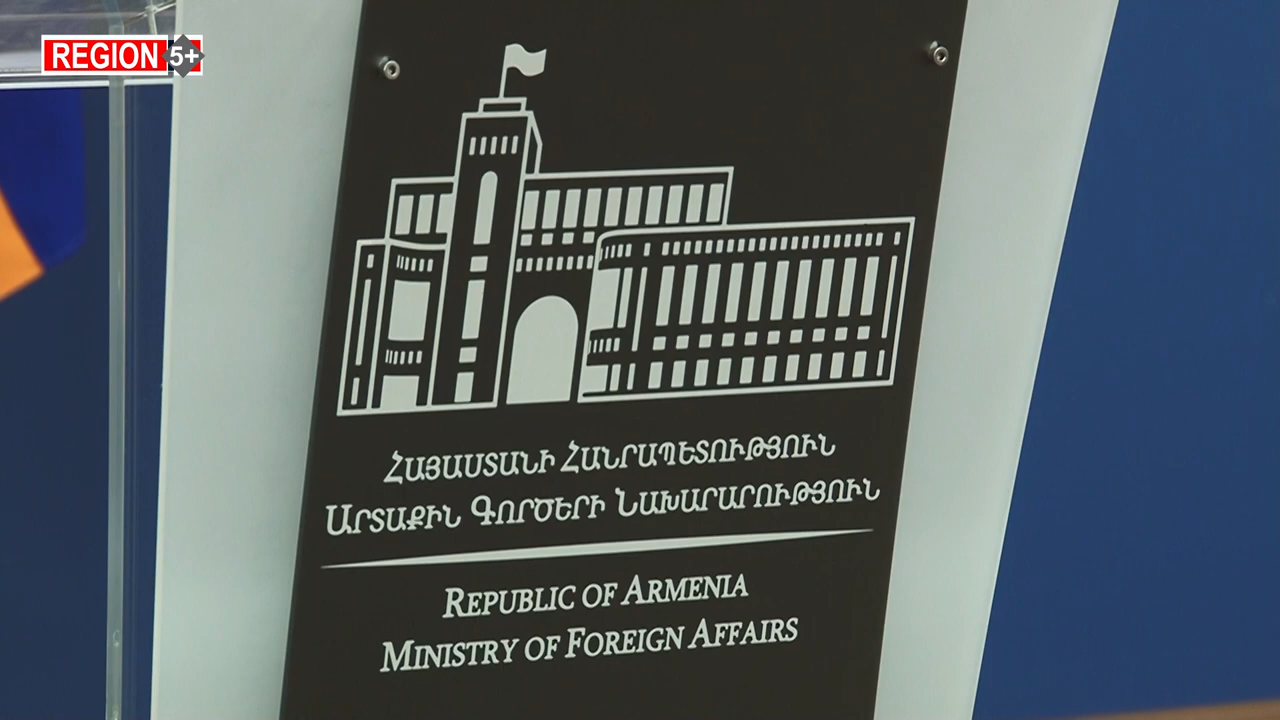 REGION 5+
ՀԱՅԱՍՏԱՆԻ ՀԱՆՐԱՊԵՏՈՒԹՅՈՒՆ
ԱՐՏԱՔԻՆ ԳՈՐԾԵՐԻ ՆԱԽԱՐԱՐՈՒԹՅՈՒՆ
REPUBLIC OF ARMENIA
MINISTRY OF FOREIGN AFFAIRS